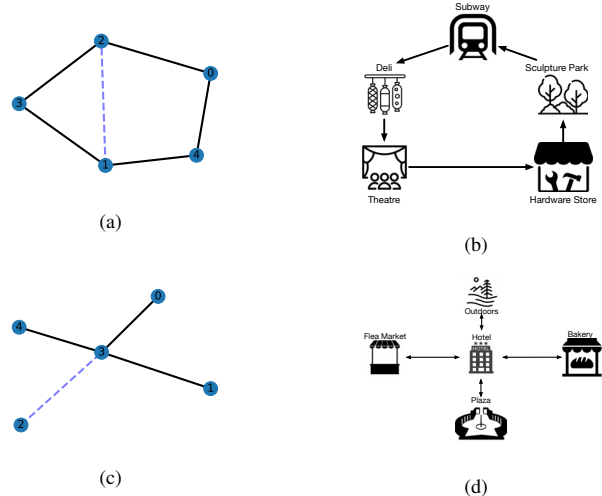 2
0
3
4
1
(a)
Subway
Deli
Sculpture Park
Theatre
Hardware Store
(b)
0
4
3
1
2
(c)
Outdoors
Flea Market
Hotel
Bakery
Plaza
(d)